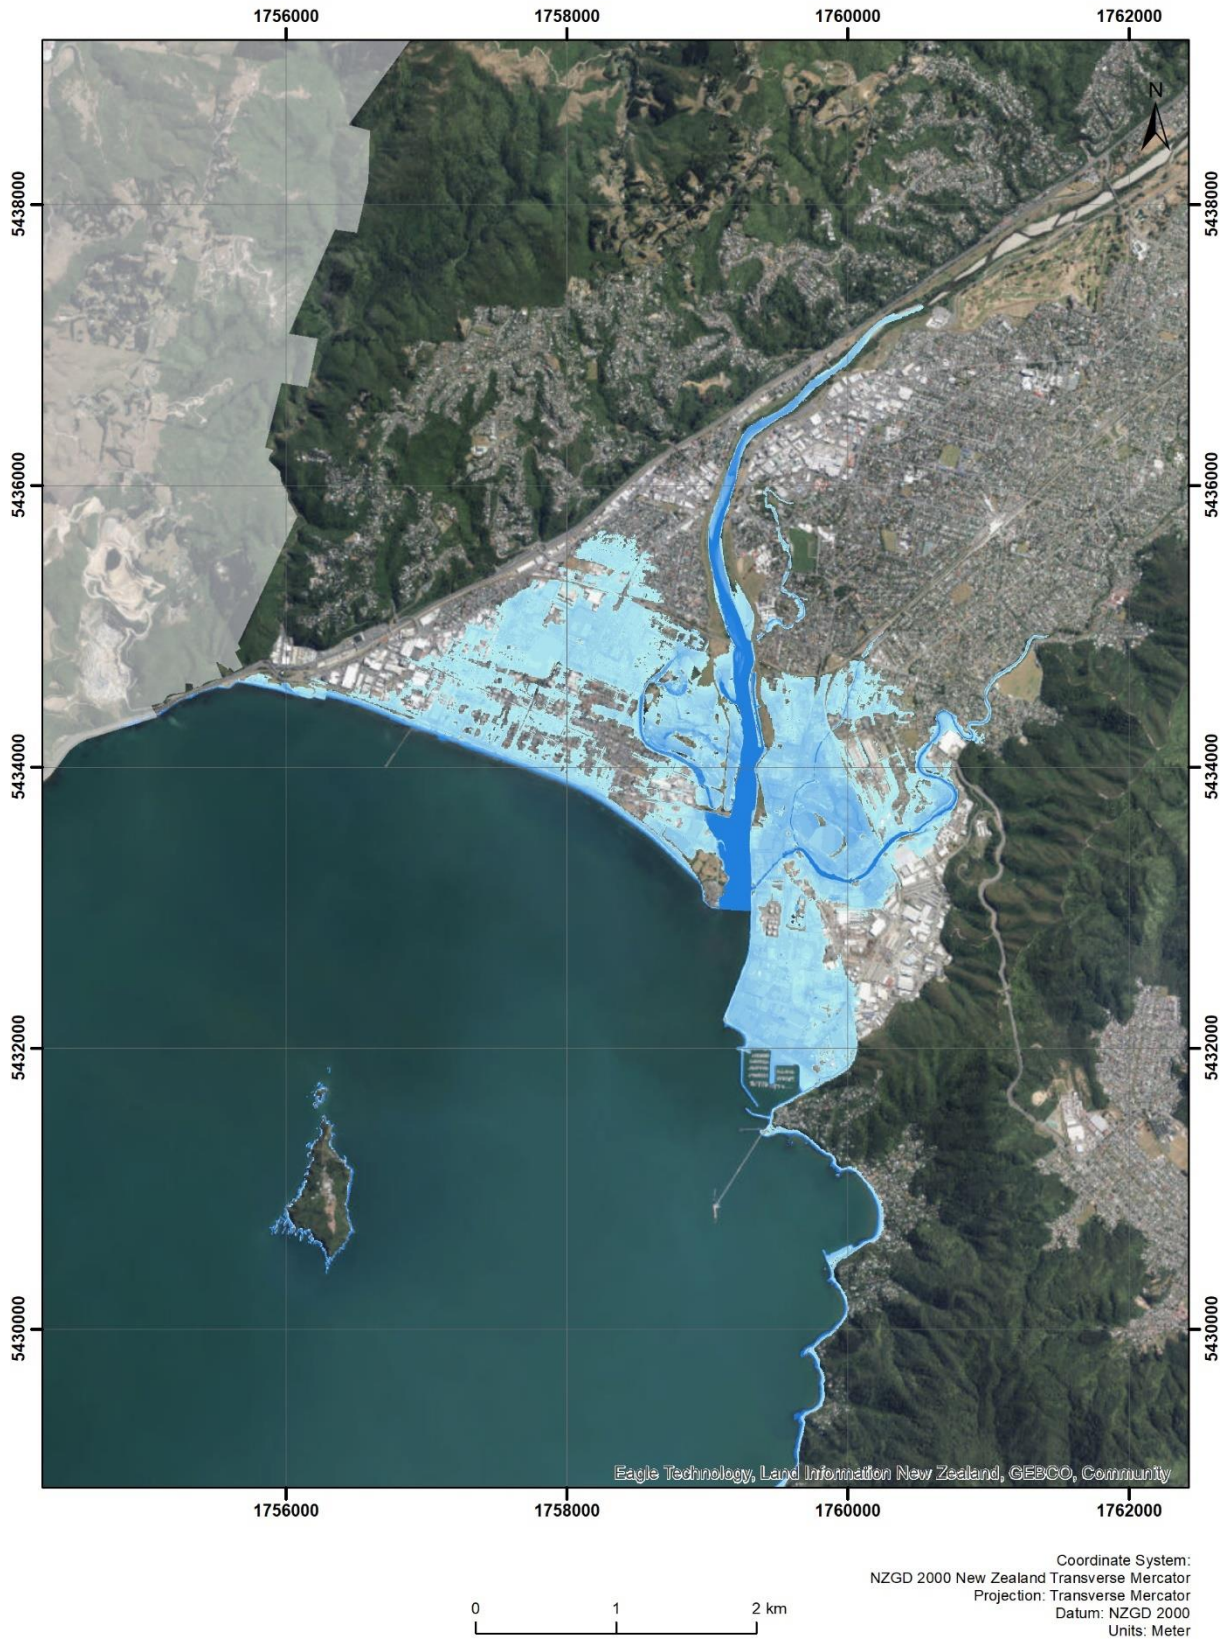 1756000 1758000 1760000 1762000
N
5438000 5438000
5436000 5436000
5434000 5434000
5432000 5432000
5430000 5430000
Eagle Technology, Land Information New Zealand, GEBCO, Community
1756000 1758000 1760000 1762000
Coordinate System:
NZGD 2000 New Zealand Transverse Mercator
Projection: Transverse Mercator
Datum: NZGD 2000
Units: Meter
0 1 2 km